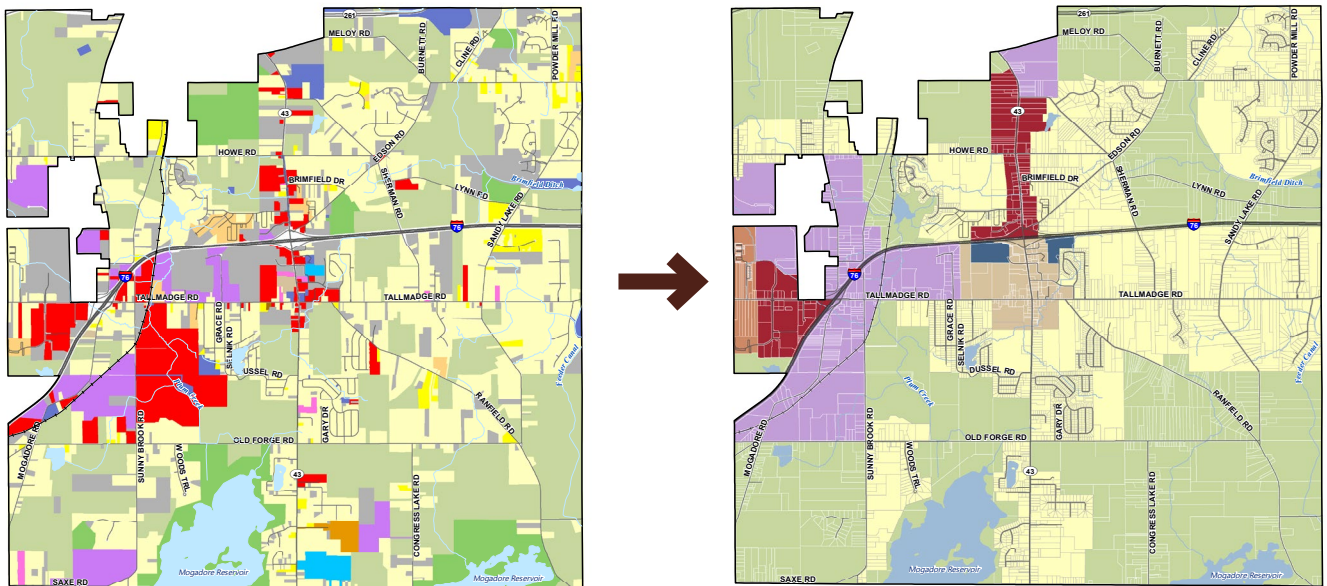 261
MELOY RD
BURNETT RD
CLINE RD
POWDER MILL RD
43
HOWE RD
EDSON RD
BRIMFIELD DR
SHERMAN RD
LYNN RD
Brimfield Ditch
SANDY LAKE RD
76
76
TALLMADGE RD
TALLMADGE RD
GRACE RD
SELNIK RD
DUSSEL RD
Plum Creek
Feeder Canal
RANFIELD RD
GARY DR
MOGADORE RD
SUNNY BROOK RD
OLD FORGE RD
WOODS TRL
43
CONGRESS LAKE RD
Mogadore Reservoir
Mogadore Reservoir
SAXE RD
261
MELOY RD
BURNETT RD
CLINE RD
POWDER MILL RD
43
HOWE RD
EDSON RD
BRIMFIELD DR
SHERMAN RD
LYNN RD
Brimfield Ditch
SANDY LAKE RD
76
76
TALLMADGE RD
TALLMADGE RD
GRACE RD
SELNIK RD
DUSSEL RD
Plum Creek
Feeder Canal
RANFIELD RD
GARY DR
MOGADORE RD
SUNNY BROOK RD
OLD FORGE RD
WOODS TRL
43
CONGRESS LAKE RD
Mogadore Reservoir
Mogadore Reservoir
SAXE RD